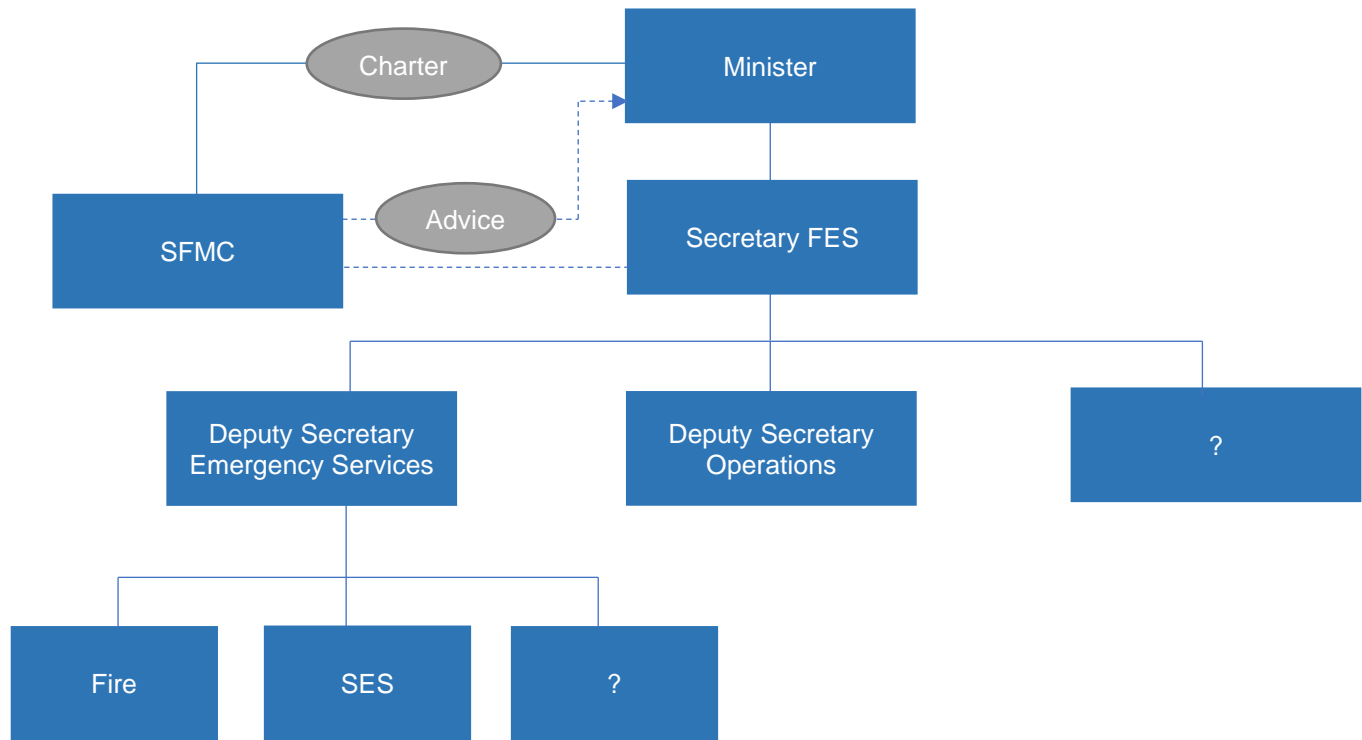 Charter
Minister
Advice
SFMC
Secretary FES
Deputy Secretary
Emergency Services
Deputy Secretary
Operations
?
Fire
SES
?